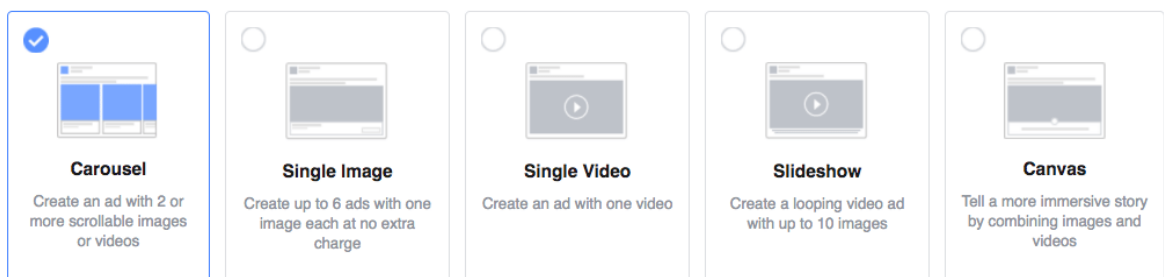 Carousel
Create an ad with 2 or
more scrollable images
or videos
Single Image
Create up to 6 ads with one
image each at no extra
charge
Single Video
Create an ad with one video
Slideshow
Create a looping video ad
with up to 10 images
Canvas
Tell a more immersive story
by combining images and
videos